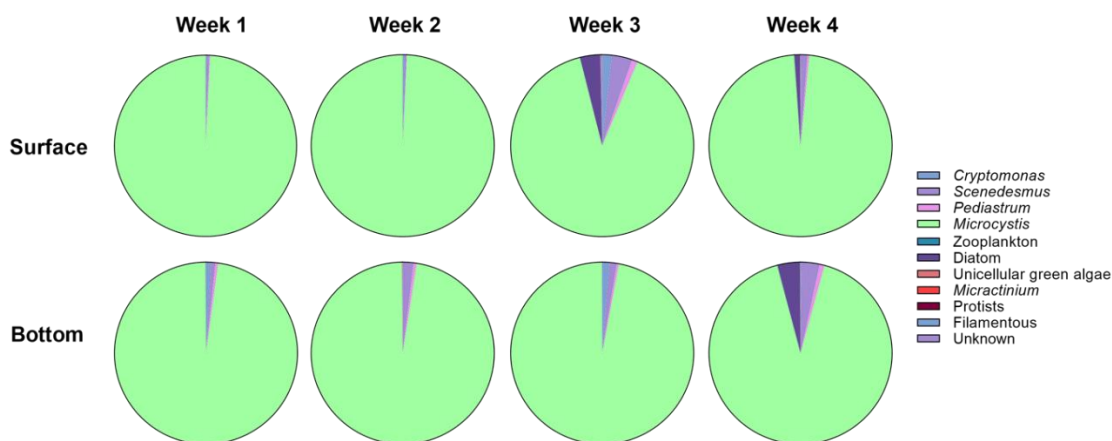 Week 1
Week 2
Week 3
Week 4
Surface
Bottom
Cryptomonas
Scenedesmus
Pediastrum
Microcystis
Zooplankton
Diatom
Unicellular green algae
Micractinium
Protists
Filamentous
Unknown